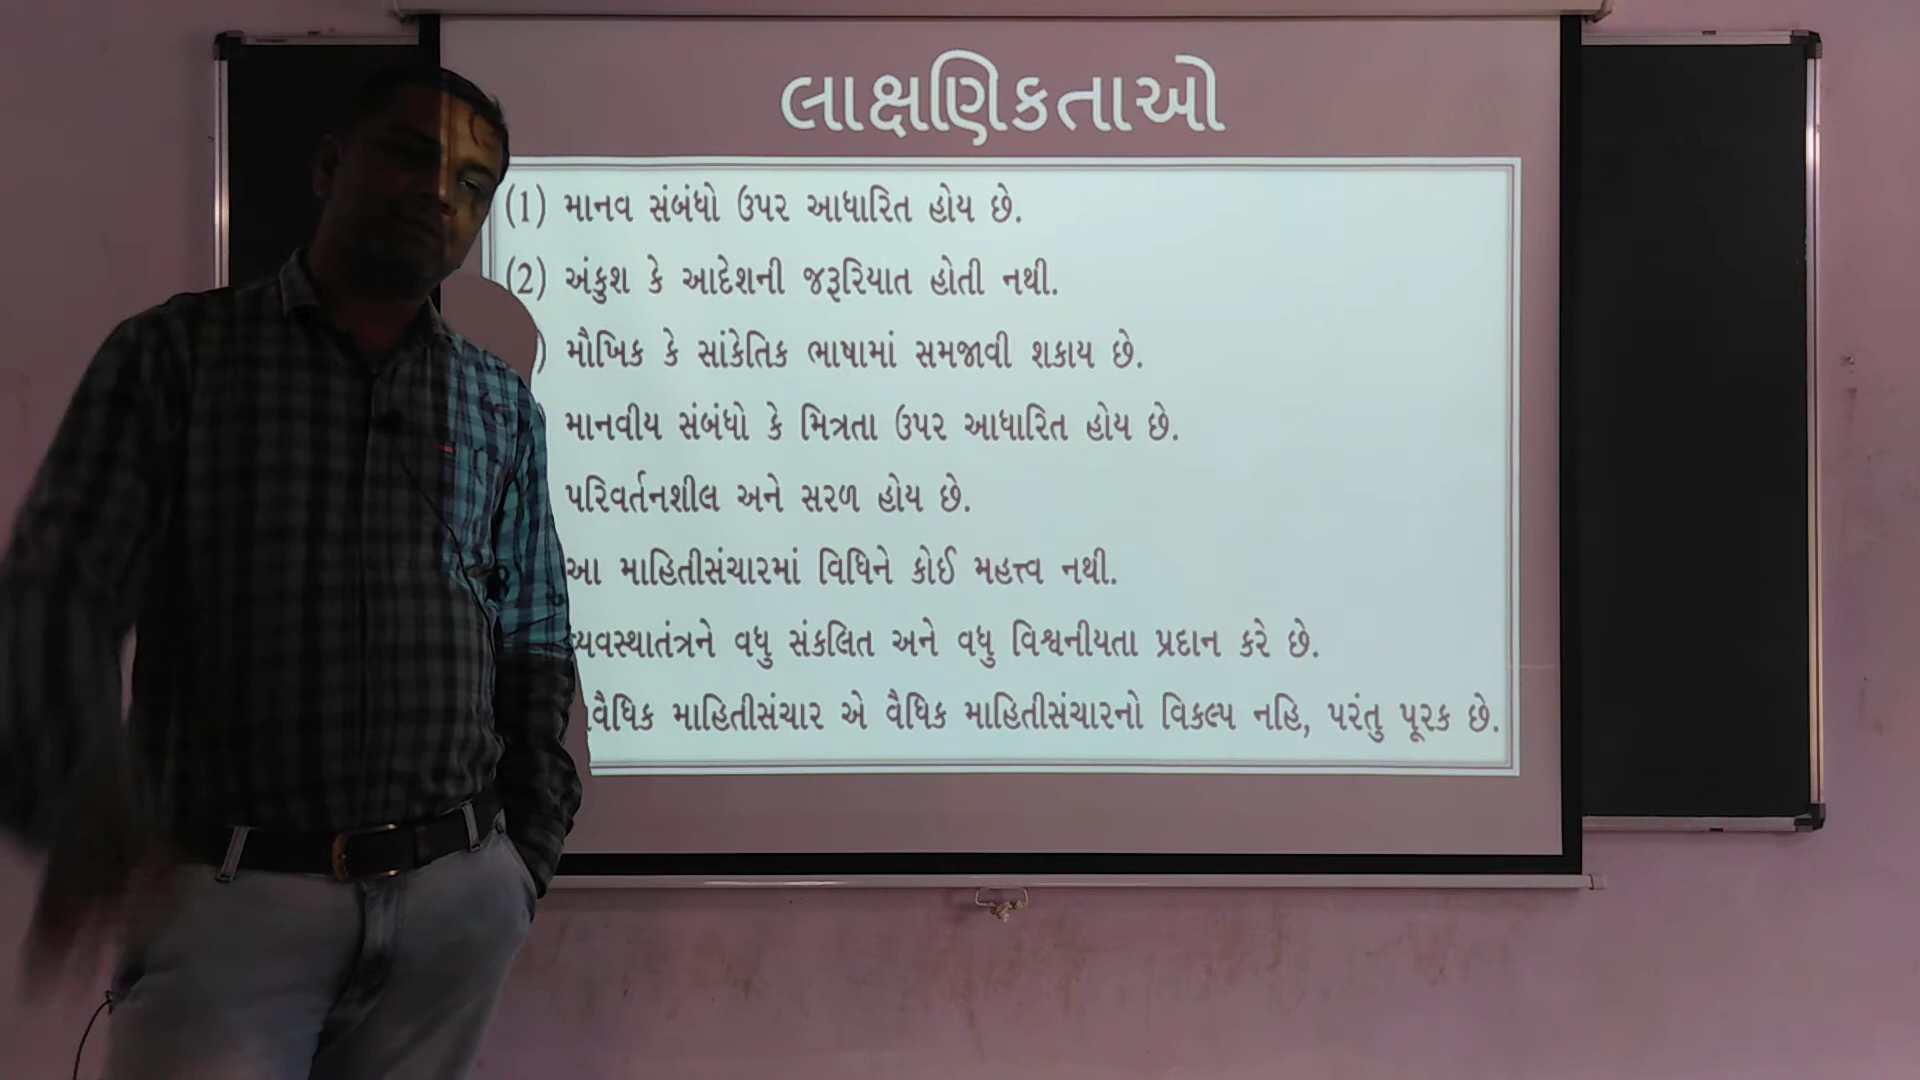 લાક્ષણિકતાઓ
(1) માનવ સંબંધો ઉપર આધારિત હોય છે.
(2) અંકુશ કે આદેશની જરૂરિયાત હોતી નથી.
) મૌખિક કે સાંકેતિક ભાષામાં સમજાવી શકાય છે.
માનવીય સંબંધો કે મિત્રતા ઉપર આધારિત હોય છે.
પરિવર્તનશીલ અને સરળ હોય છે.
આ માહિતીસંચારમાં વિધિને કોઈ મહત્ત્વ નથી.
વ્યવસ્થાતંત્રને વધુ સંકલિત અને વધુ વિશ્વનીયતા પ્રદાન કરે છે.
વૈધિક માહિતીસંચાર એ વૈધિક માહિતીસંચારનો વિકલ્પ નહિ, પરંતુ પૂરક છે.